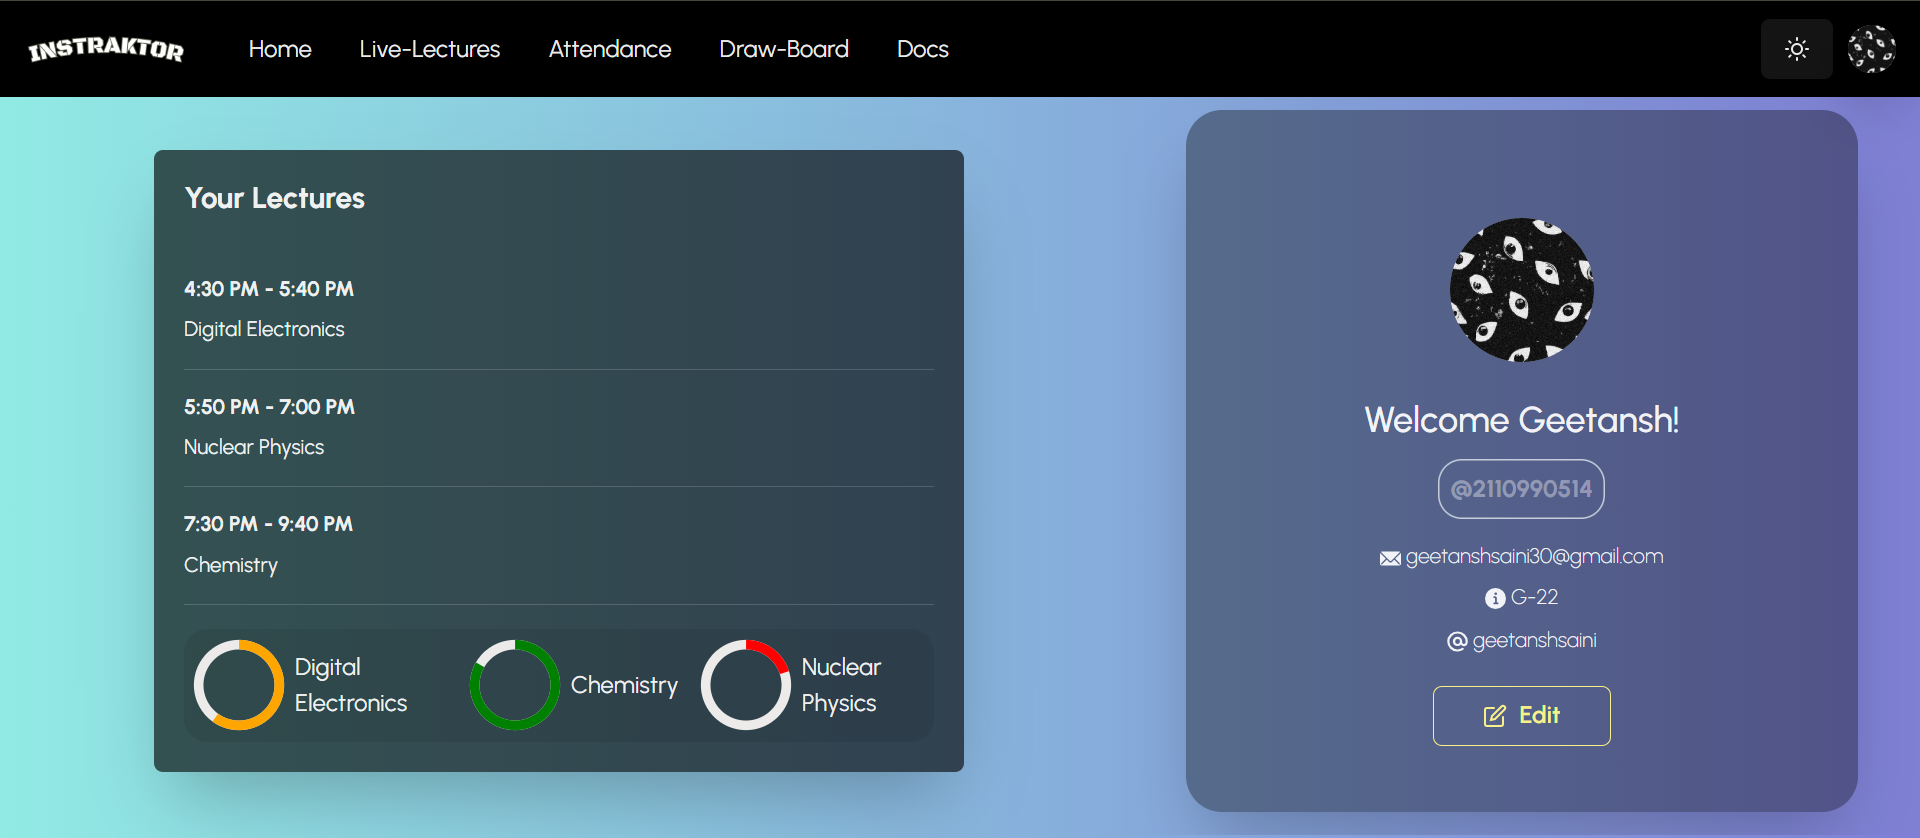 INSTRAKTOR Home Live-Lectures Attendance Draw-Board Docs
Your Lectures
4:30 PM - 5:40 PM
Digital Electronics
5:50 PM - 7:00 PM
Nuclear Physics
7:30 PM - 9:40 PM
Chemistry
Digital
Electronics
Chemistry
Nuclear
Physics
Welcome Geetansh!
@2110990514
geetanshsaini30@gmail.com
G-22
geetanshsaini
Edit